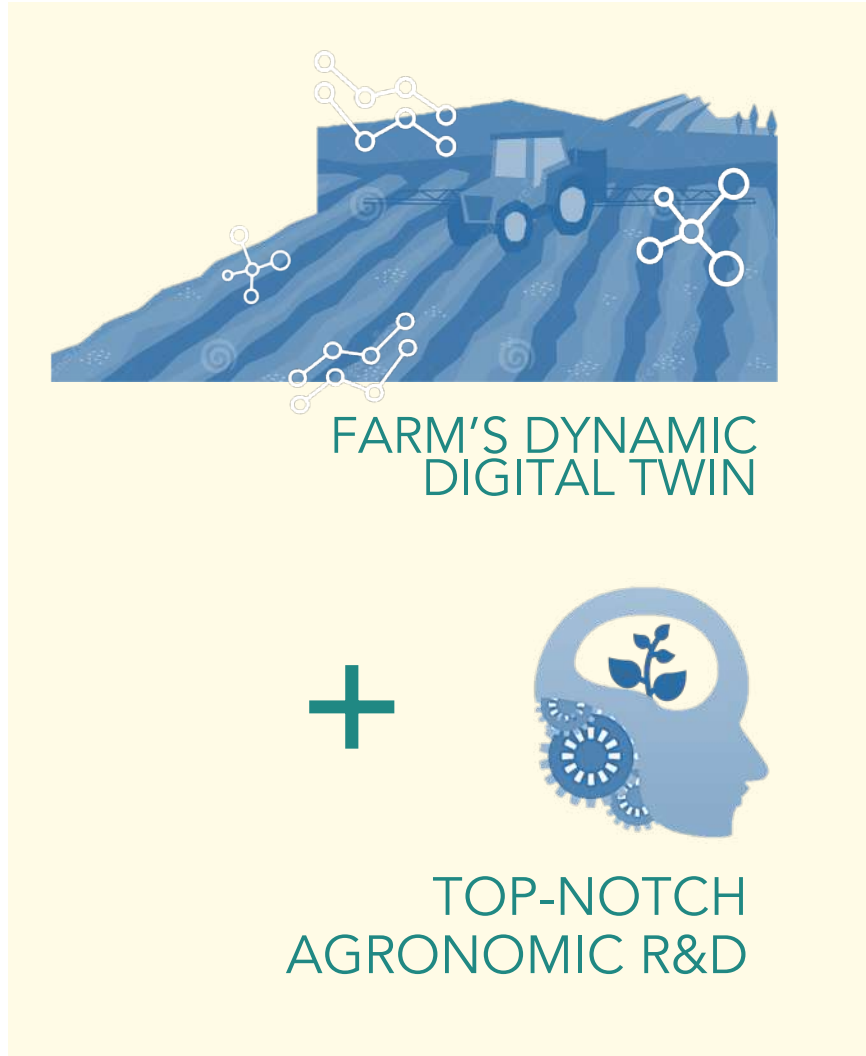 FARM'S DYNAMIC
DIGITAL TWIN
+
TOP-NOTCH
AGRONOMIC R&D